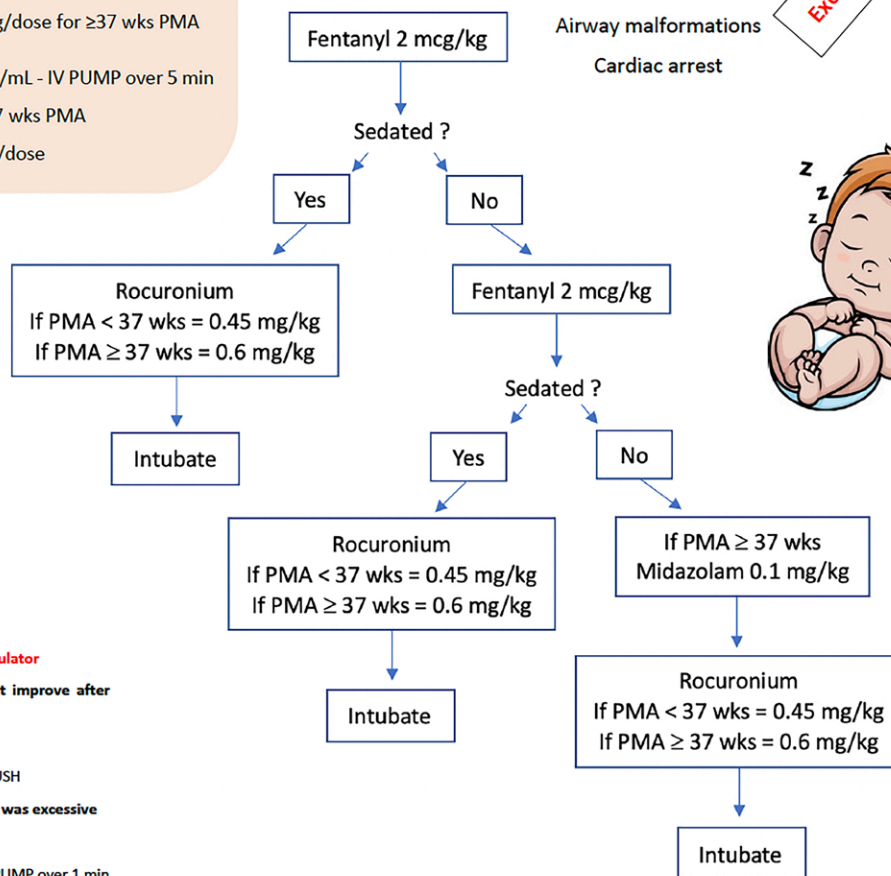 g/dose for ≥37 wks PMA
/mL - IV PUMP over 5 min
7 wks PMA
/dose
Airway malformations
Cardiac arrest
Fentanyl 2 mcg/kg
Sedated ?
Yes
No
Rocuronium
If PMA < 37 wks = 0.45 mg/kg
If PMA ≥ 37 wks = 0.6 mg/kg
Intubate
Fentanyl 2 mcg/kg
Sedated ?
Yes
No
Rocuronium
If PMA < 37 wks = 0.45 mg/kg
If PMA ≥ 37 wks = 0.6 mg/kg
Intubate
If PMA ≥ 37 wks
Midazolam 0.1 mg/kg
Rocuronium
If PMA < 37 wks = 0.45 mg/kg
If PMA ≥ 37 wks = 0.6 mg/kg
Intubate
z
z
z
ulator
t improve after
USH
was excessive
PUMP over 1 min